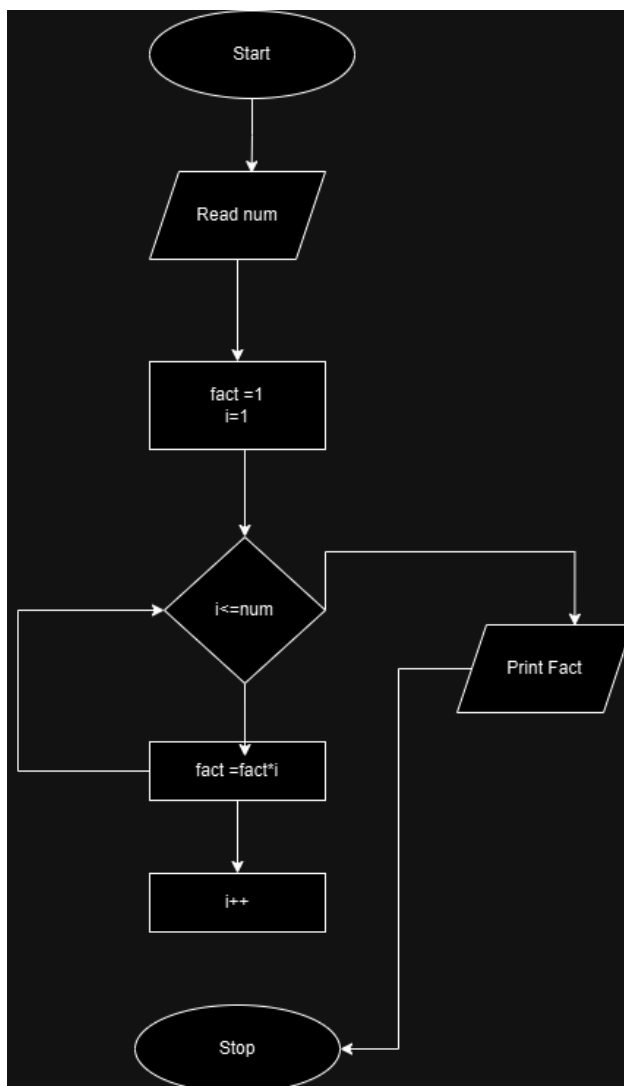 Start
Read num
fact =1
i=1
i<=num
Print Fact
fact =fact*i
i++
Stop